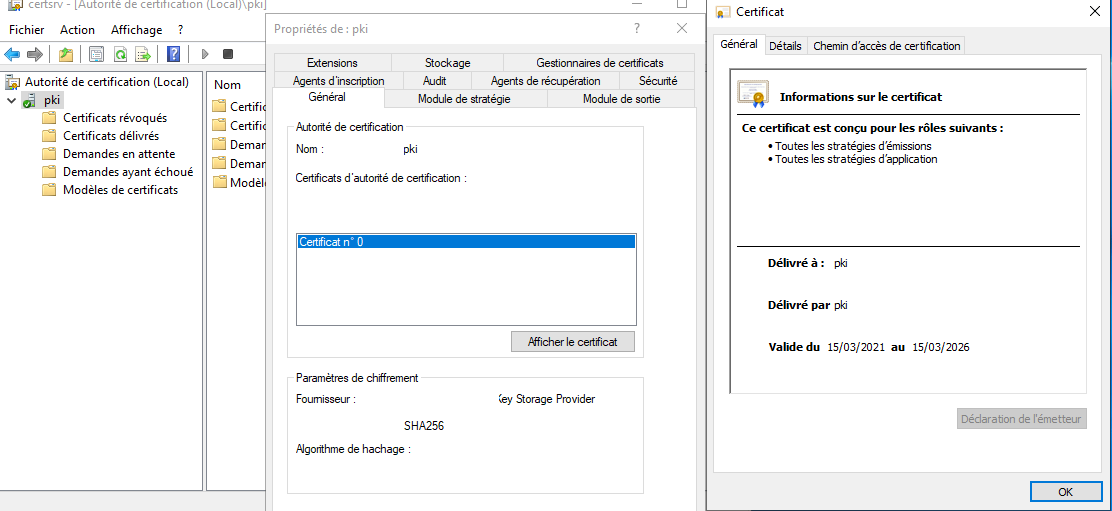 certsrv - [Autorité de certification (Local)\pki]
Fichier Action Affichage ?
Autorité de certification (Local)
pki
Certificats révoqués
Certificats délivrés
Demandes en attente
Demandes ayant échoué
Modèles de certificats
Nom
Certific
Certific
Demar
Demar
Modèle
Propriétés de : pki
Extensions Stockage Gestionnaires de certificats
Agents d'inscription Audit Agents de récupération Sécurité
Général Module de stratégie Module de sortie
Autorité de certification
Nom : pki
Certificats d'autorité de certification :
Certificat n° 0
Afficher le certificat
Paramètres de chiffrement
Fournisseur : Key Storage Provider
SHA256
Algorithme de hachage :
Certificat
Général Détails Chemin d'accès de certification
Informations sur le certificat
Ce certificat est conçu pour les rôles suivants :
• Toutes les stratégies d'émissions
• Toutes les stratégies d'application
Délivré à : pki
Délivré par pki
Valide du 15/03/2021 au 15/03/2026
Déclaration de l'émetteur
OK